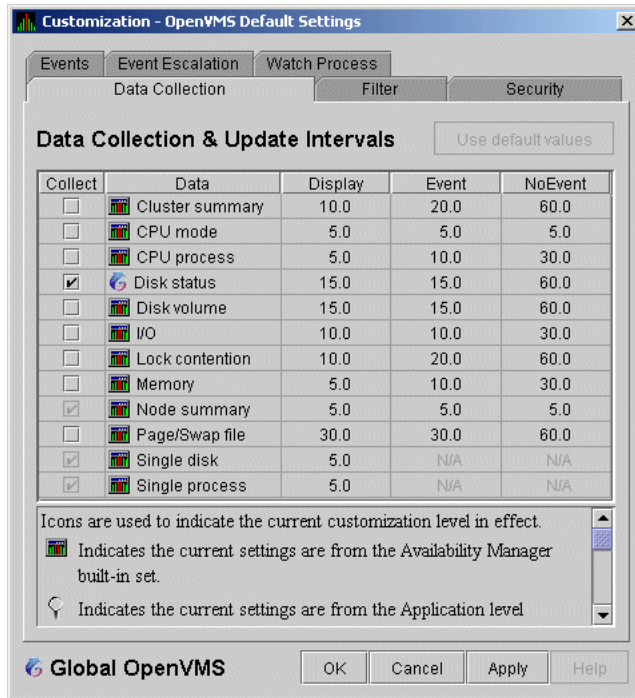 Customization - OpenVMS Default Settings
Events Event Escalation Watch Process
Data Collection Filter Security
Data Collection & Update Intervals Use default values
Collect Data Display Event NoEvent
Cluster summary 10.0 20.0 60.0
CPU mode 5.0 5.0 5.0
CPU process 5.0 10.0 30.0
Disk status 15.0 15.0 60.0
Disk volume 15.0 15.0 60.0
I/O 10.0 10.0 30.0
Lock contention 10.0 20.0 60.0
Memory 5.0 10.0 30.0
Node summary 5.0 5.0 5.0
Page/Swap file 30.0 30.0 60.0
Single disk 5.0 N/A N/A
Single process 5.0 N/A N/A
Icons are used to indicate the current customization level in effect.
Indicates the current settings are from the Availability Manager
built-in set.
Indicates the current settings are from the Application level
Global OpenVMS OK Cancel Apply Help